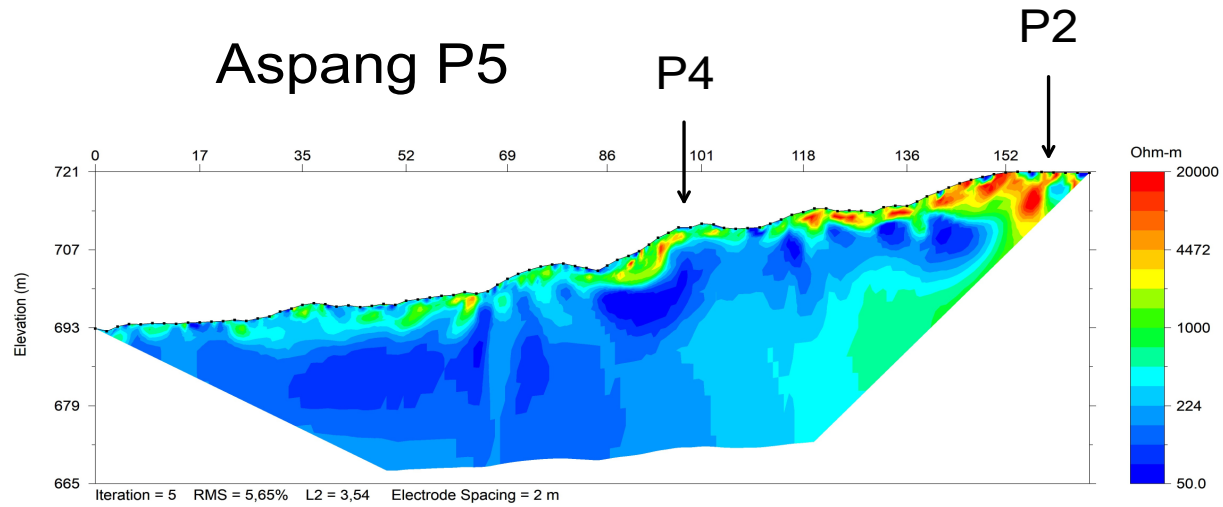 P2
Aspang P5
P4
0 17 35 52 69 86 101 118 136 152
Ohm-m
721
707
693
679
665
Elevation (m)
20000
4472
1000
224
50.0
Iteration = 5 RMS = 5,65% L2 = 3,54 Electrode Spacing = 2 m